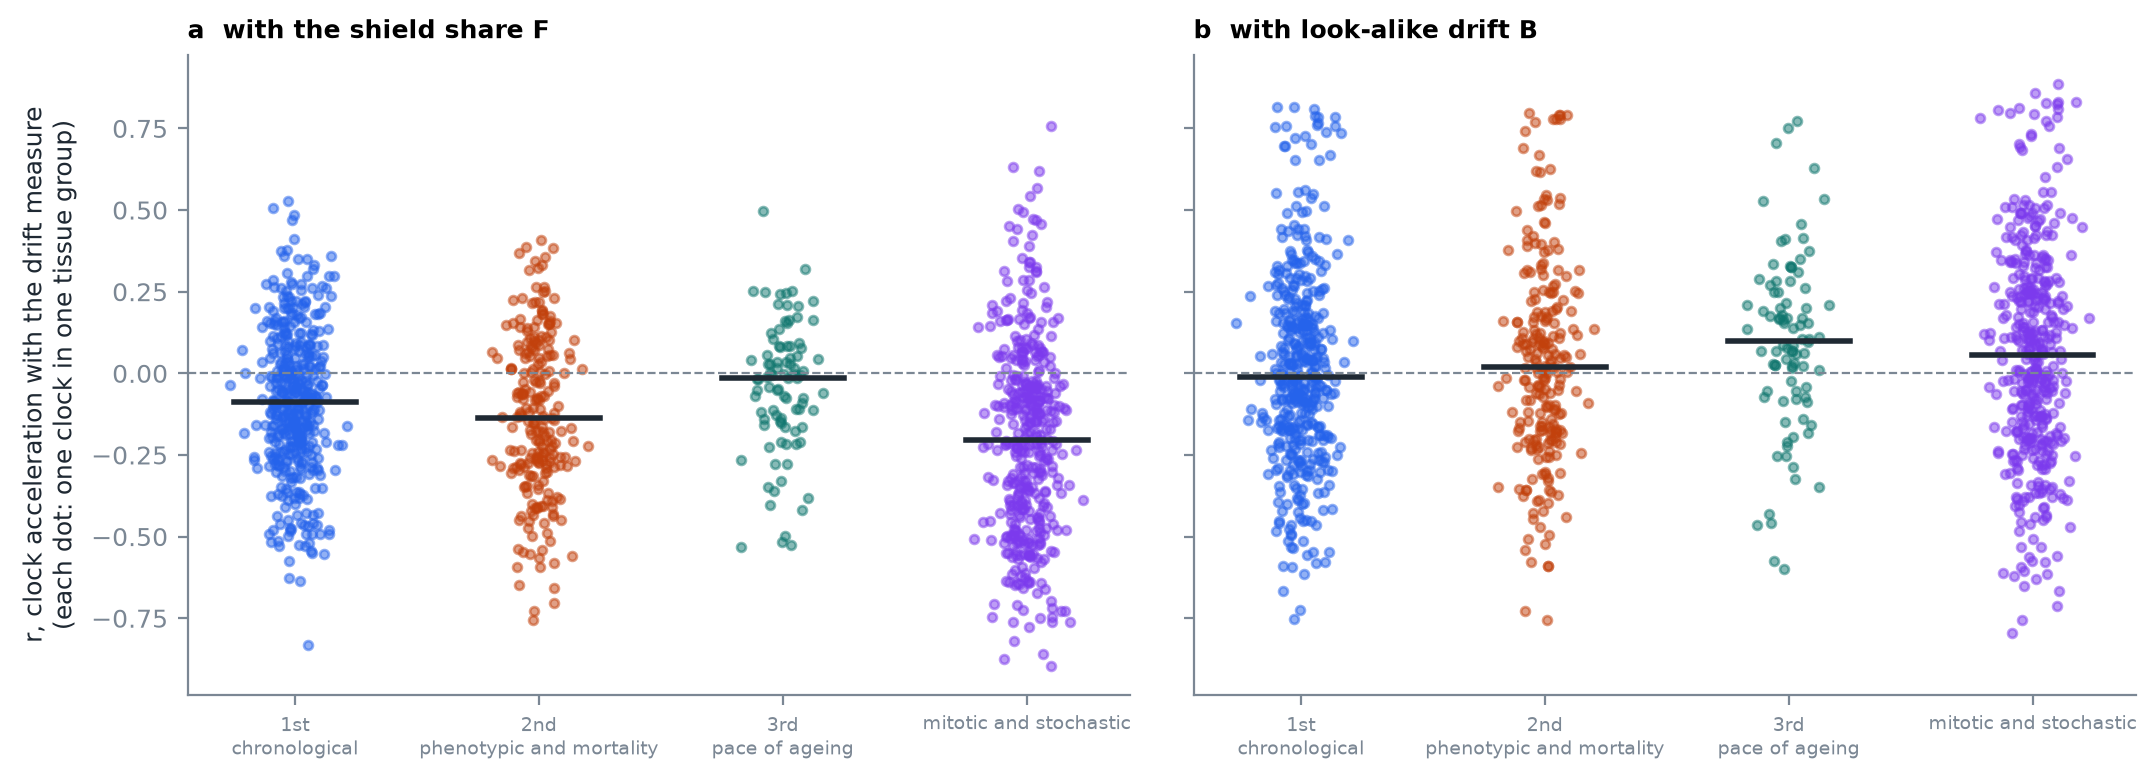 a with the shield share F
b with look-alike drift B
r, clock acceleration with the drift measure
(each dot: one clock in one tissue group)
0.75
0.50
0.25
0.00
−0.25
−0.50
−0.75
1st
chronological
2nd
phenotypic and mortality
3rd
pace of ageing
mitotic and stochastic
1st
chronological
2nd
phenotypic and mortality
3rd
pace of ageing
mitotic and stochastic